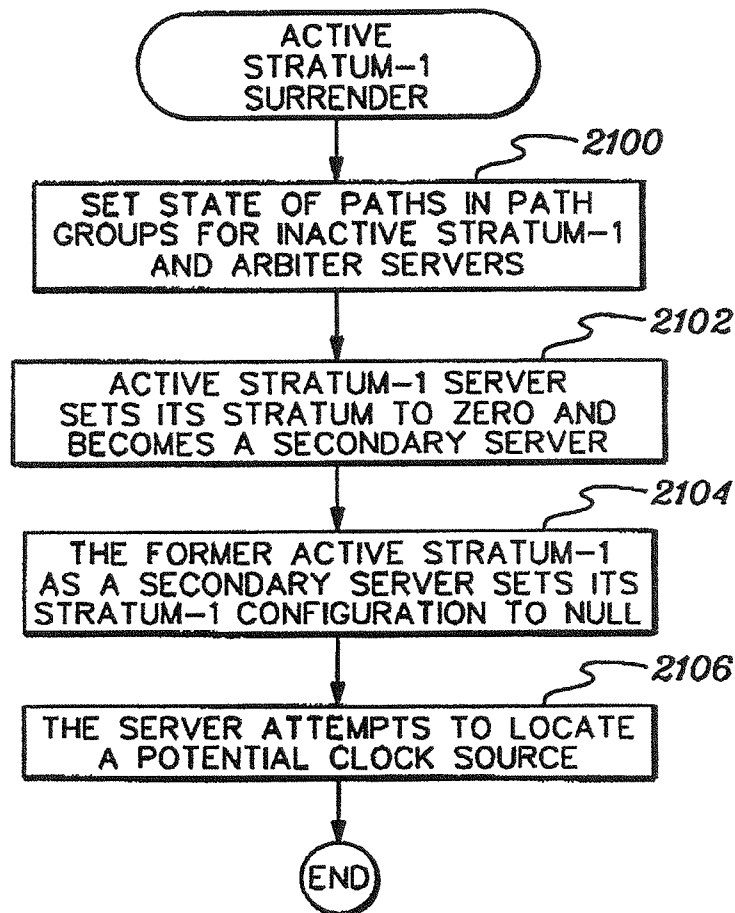 ACTIVE
STRATUM-1
SURRENDER
2100
SET STATE OF PATHS IN PATH
GROUPS FOR INACTIVE STRATUM-1
AND ARBITER SERVERS
2102
ACTIVE STRATUM-1 SERVER
SETS ITS STRATUM TO ZERO AND
BECOMES A SECONDARY SERVER
2104
THE FORMER ACTIVE STRATUM-1
AS A SECONDARY SERVER SETS ITS
STRATUM-1 CONFIGURATION TO NULL
2106
THE SERVER ATTEMPTS TO LOCATE
A POTENTIAL CLOCK SOURCE
END